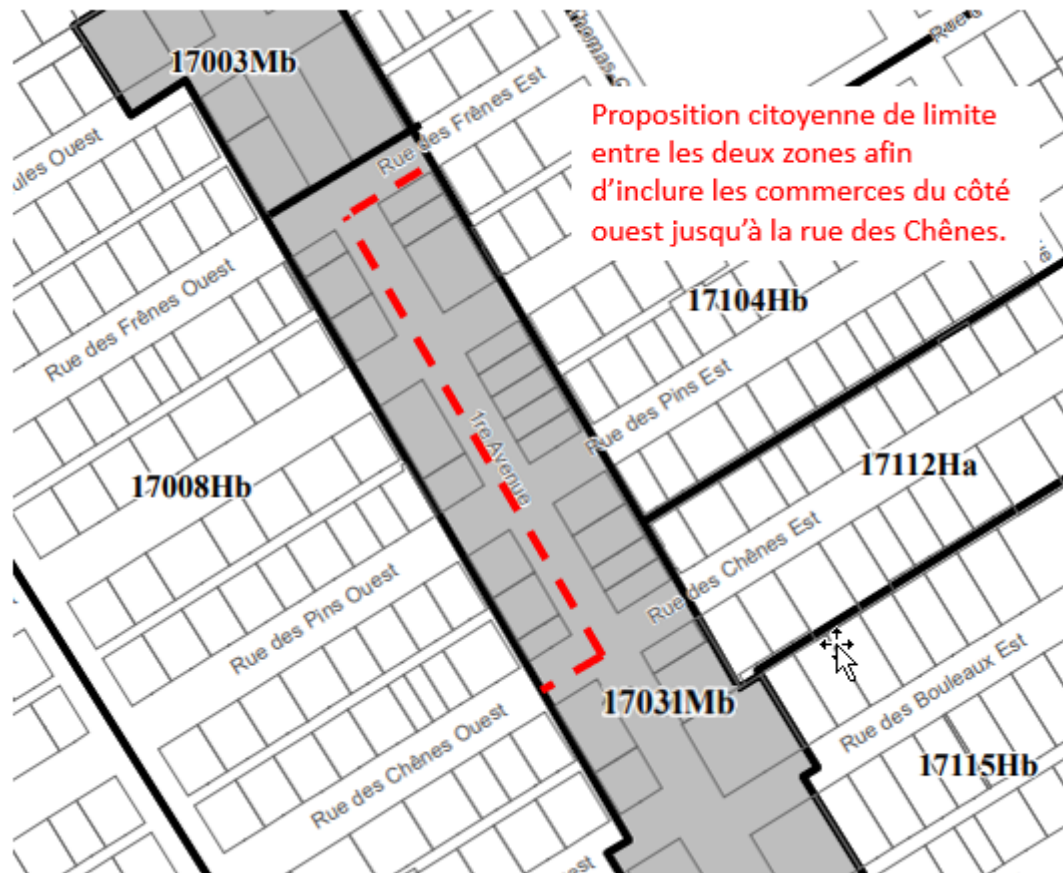 17003Mb
Thomas
Rue
Rue des Frênes Est
ules Ouest
Proposition citoyenne de limite
entre les deux zones afin
d’inclure les commerces du côté
ouest jusqu’à la rue des Chênes.
Rue des Frênes Ouest
17104Hb
Rue des Pins Est
1re Avenue
17112Ha
17008Hb
Rue des Chênes Est
Rue des Pins Ouest
Rue des Bouleaux Est
17031Mb
Rue des Chênes Ouest
17115Hb
est